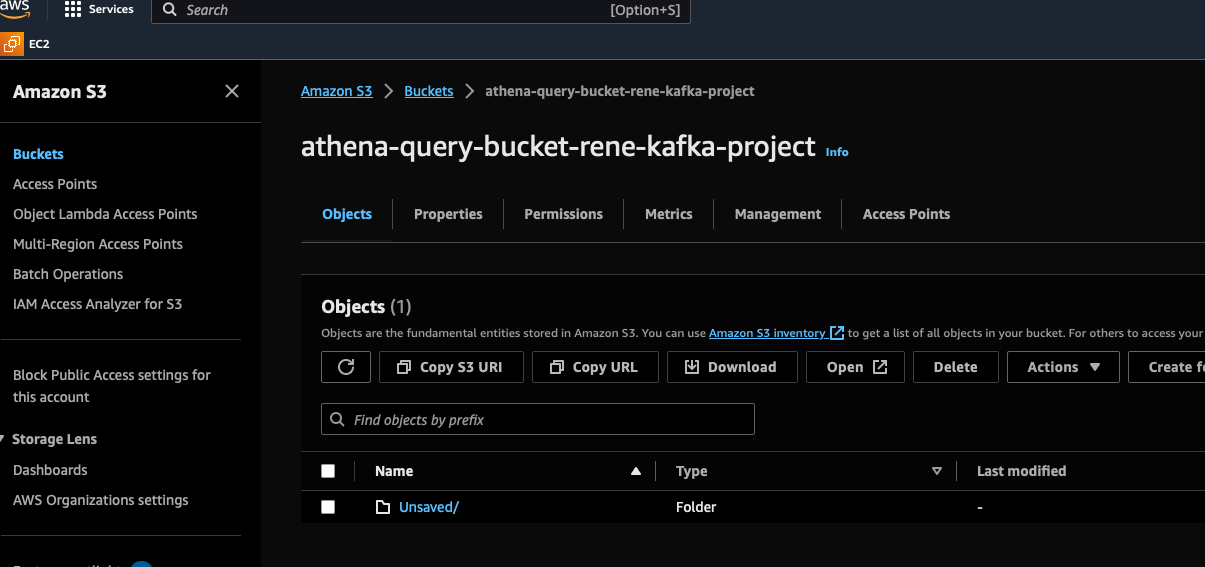 aws
Services
Search
[Option+S]
EC2
Amazon S3
Buckets
Access Points
Object Lambda Access Points
Multi-Region Access Points
Batch Operations
IAM Access Analyzer for S3
Block Public Access settings for
this account
Storage Lens
Dashboards
AWS Organizations settings
Amazon S3 > Buckets > athena-query-bucket-rene-kafka-project
athena-query-bucket-rene-kafka-project Info
Objects
Properties
Permissions
Metrics
Management
Access Points
Objects (1)
Objects are the fundamental entities stored in Amazon S3. You can use Amazon S3 inventory to get a list of all objects in your bucket. For others to access your
Copy S3 URI
Copy URL
Download
Open
Delete
Actions
Create
Find objects by prefix
Name
Type
Last modified
Unsaved/
Folder
-